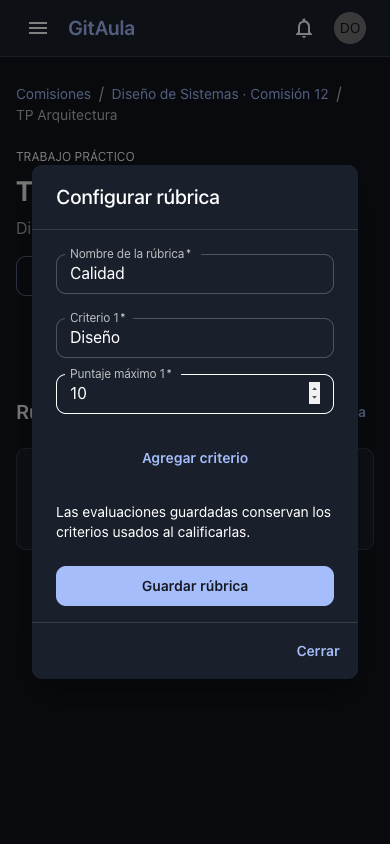 GitAula
DO
Comisiones / Diseño de Sistemas · Comisión 12 /
TP Arquitectura
TRABAJO PRÁCTICO
T
Di
Configurar rúbrica
Nombre de la rúbrica *
Calidad
Criterio 1 *
Diseño
Puntaje máximo 1 *
10
Agregar criterio
Las evaluaciones guardadas conservan los
criterios usados al calificarlas.
Guardar rúbrica
Cerrar